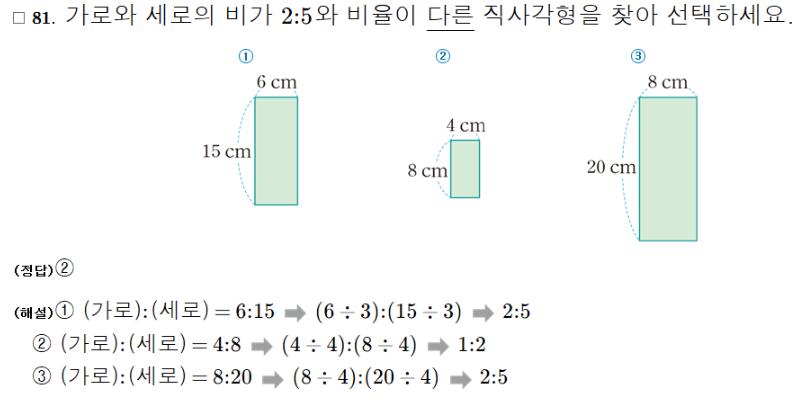 □ 81. 가로와 세로의 비가 2:5와 비율이 다른 직사각형을 찾아 선택하세요.
① ② ③
6 cm
15 cm
4 cm
8 cm
8 cm
20 cm
(정답)②
(해설)① (가로):(세로) = 6:15 ➡ (6 ÷ 3):(15 ÷ 3) ➡ 2:5
② (가로):(세로) = 4:8 ➡ (4 ÷ 4):(8 ÷ 4) ➡ 1:2
③ (가로):(세로) = 8:20 ➡ (8 ÷ 4):(20 ÷ 4) ➡ 2:5